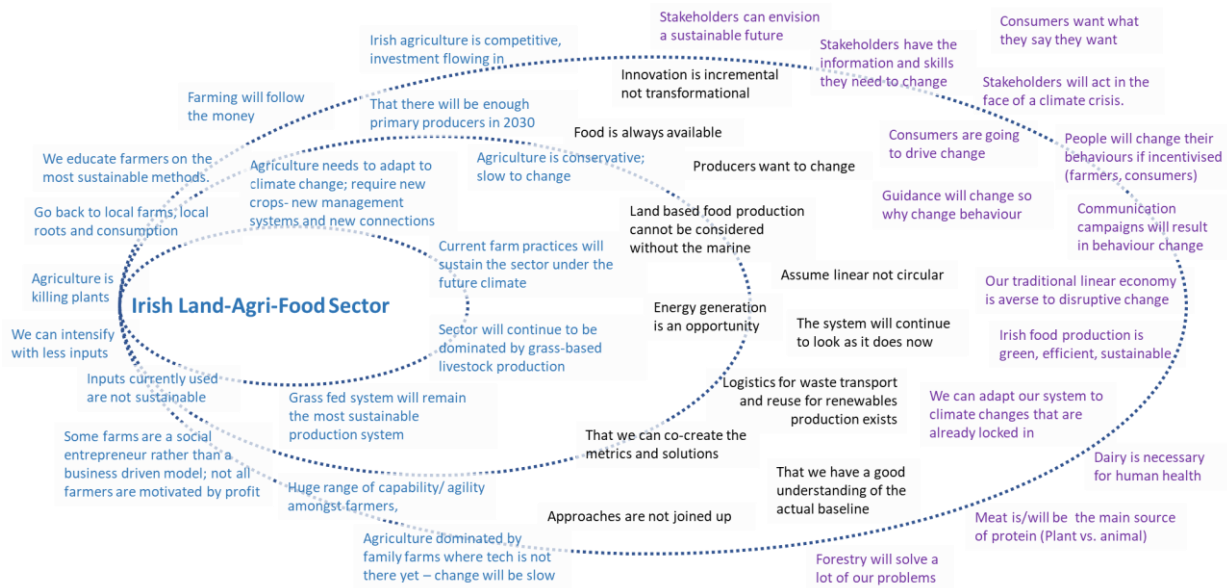 Stakeholders can envision
a sustainable future
Consumers want what
they say they want
Irish agriculture is competitive,
investment flowing in
Stakeholders have the
information and skills
they need to change
Innovation is incremental
not transformational
Stakeholders will act in the
face of a climate crisis.
Farming will follow
the money
That there will be enough
primary producers in 2030
Food is always available
Consumers are going
to drive change
People will change their
behaviours if incentivised
(farmers, consumers)
We educate farmers on the
most sustainable methods.
Agriculture needs to adapt to
climate change; require new
crops- new management
systems and new connections
Agriculture is conservative;
slow to change
Producers want to change
Guidance will change so
why change behaviour
Go back to local farms, local
roots and consumption
Land based food production
cannot be considered
without the marine
Communication
campaigns will result
in behaviour change
Current farm practices will
sustain the sector under the
future climate
Agriculture is
killing plants
Irish Land-Agri-Food Sector
Assume linear not circular
Our traditional linear economy
is averse to disruptive change
Energy generation
is an opportunity
We can intensify
with less inputs
Sector will continue to be
dominated by grass-based
livestock production
The system will continue
to look as it does now
Irish food production is
green, efficient, sustainable
Inputs currently used
are not sustainable
Grass fed system will remain
the most sustainable
production system
Logistics for waste transport
and reuse for renewables
production exists
We can adapt our system to
climate changes that are
already locked in
Some farms are a social
entrepreneur rather than a
business driven model; not all
farmers are motivated by profit
That we can co-create the
metrics and solutions
Dairy is necessary
for human health
Huge range of capability/ agility
amongst farmers,
That we have a good
understanding of the
actual baseline
Approaches are not joined up
Meat is/will be the main source
of protein (Plant vs. animal)
Agriculture dominated by
family farms where tech is not
there yet – change will be slow
Forestry will solve a
lot of our problems